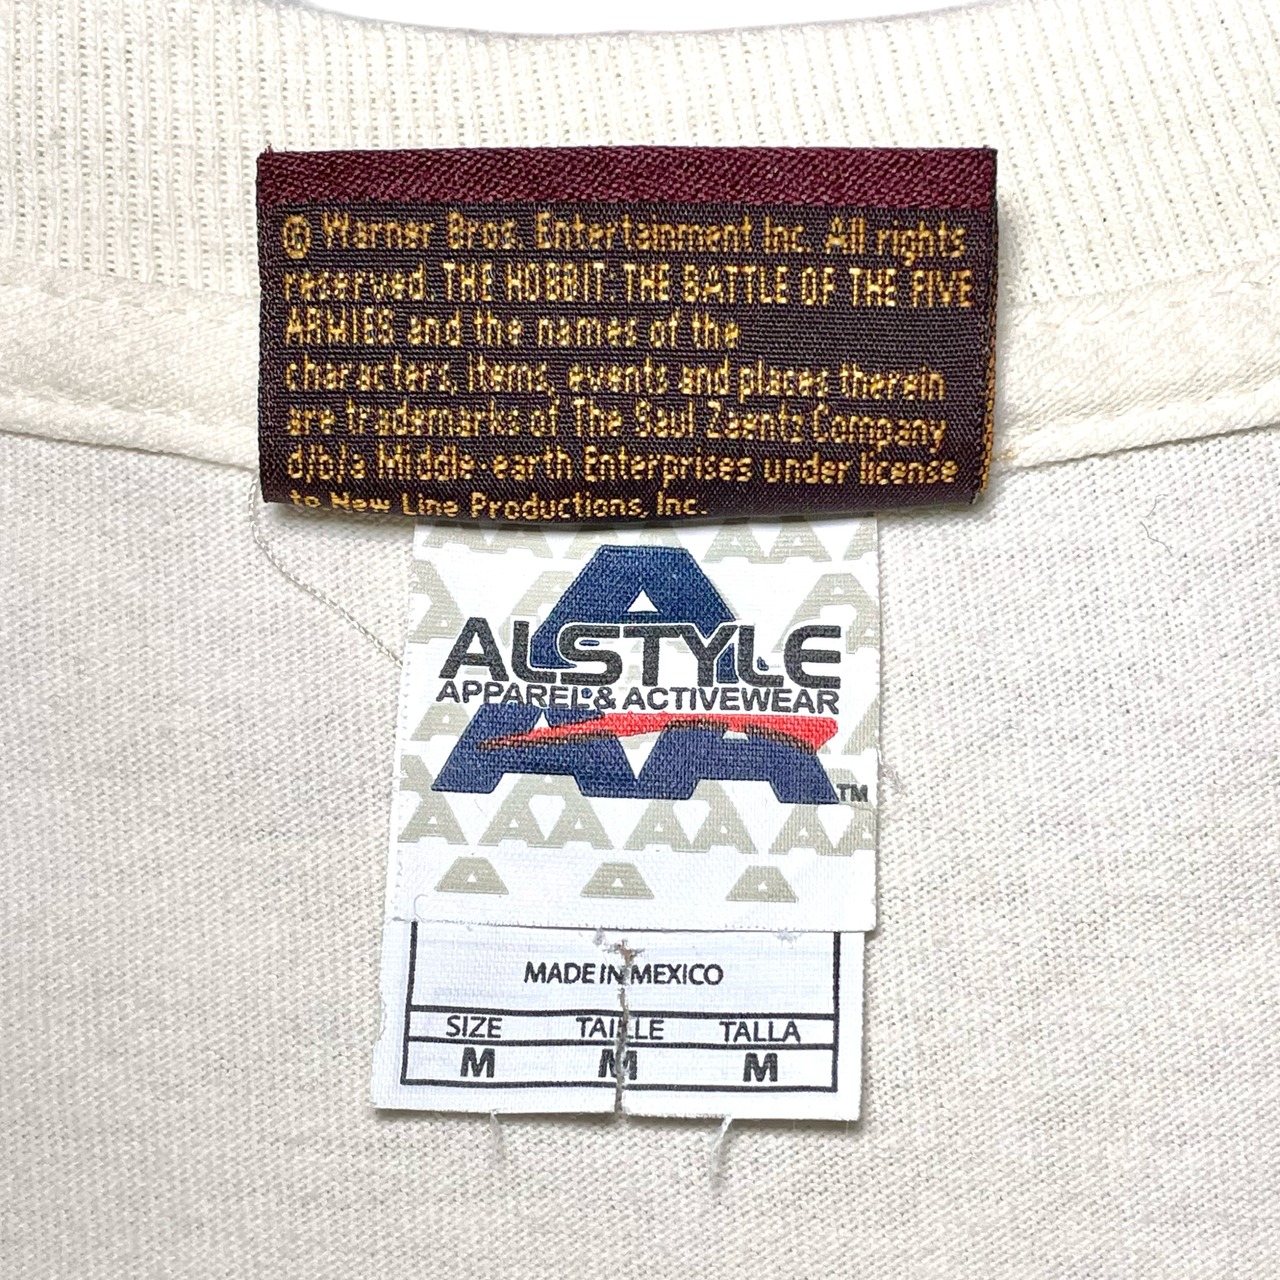 © Warner Bros. Entertainment Inc. All rights
reserved. THE HOBBIT: THE BATTLE OF THE FIVE
ARMIES and the names of the
characters, items, events and places therein
are trademarks of The Saul Zaentz Company
d/b/a Middle-earth Enterprises under license
to New Line Productions, Inc.
ALSTYLE
APPAREL & ACTIVEWEAR
AAA™
MADE IN MEXICO
SIZE TAILLE TALLA
M M M